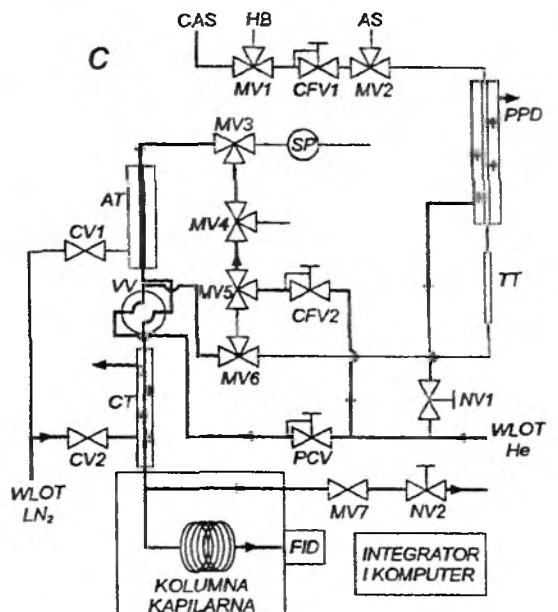 C
CAS
HB
AS
MV1
CFV1
MV2
PPD
MV3
SP
AT
MV4
CV1
VV
MV5
CFV2
TT
MV6
NV1
CT
CV2
PCV
WLOT
He
WLOT
LN₂
MV7
NV2
FID
KOLUMNA
KAPILARNA
INTEGRATOR
I KOMPUTER